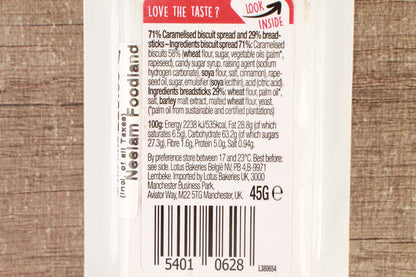 LOVE THE TASTE?
LOOK
INSIDE
71% Caramelised biscuit spread and 29% bread-
sticks – Ingredients biscuit spread 71%: Caramelised
biscuits 58% (wheat flour, sugar, vegetable oils (palm*,
rapeseed), candy sugar syrup, raising agent (sodium
hydrogen carbonate), soya flour, salt, cinnamon), rape-
seed oil, sugar, emulsifier (soya lecithin), acid (citric acid).
Ingredients breadsticks 29%: wheat flour, palm oil*,
salt, barley malt extract, malted wheat flour, yeast.
(*palm oil from sustainable and certified plantations)
100g: Energy 2238 kJ/535kcal, Fat 28.8g (of which
saturates 6.5g), Carbohydrate 63.2g (of which sugars
27.3g), Fibre 1.6g, Protein 5.0g, Salt 0.94g.
By preference store between 17 and 23°C. Best before:
see side. Lotus Bakeries België NV, PB 4,B-9971
Lembeke. Imported by Lotus Bakeries UK, 3000
Manchester Business Park,
Aviator Way, M22 5TG Manchester, UK.
45G e
5401 0628
L380654
(Incl. of all Taxes)
Neelam Foodland